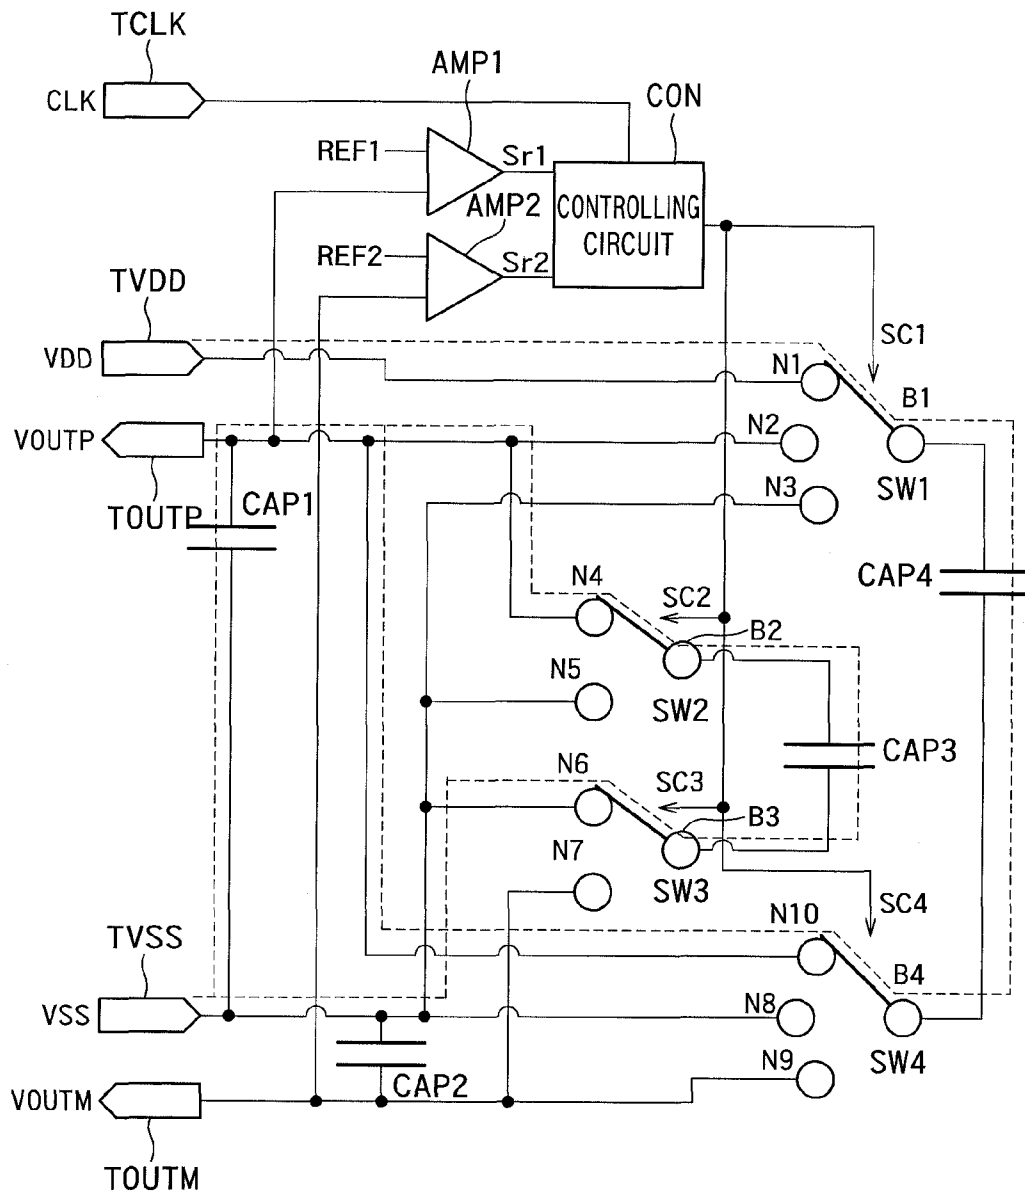 TCLK
CLK
AMP1
CON
REF1
Sr1
AMP2
CONTROLLING
CIRCUIT
REF2
Sr2
TVDD
VDD
SC1
N1
B1
VOUTP
N2
SW1
TOUTP
CAP1
N3
CAP4
N4
SC2
B2
N5
SW2
CAP3
N6
SC3
B3
N7
SW3
SC4
N10
TVSS
B4
VSS
N8
SW4
N9
CAP2
VOUTM
TOUTM